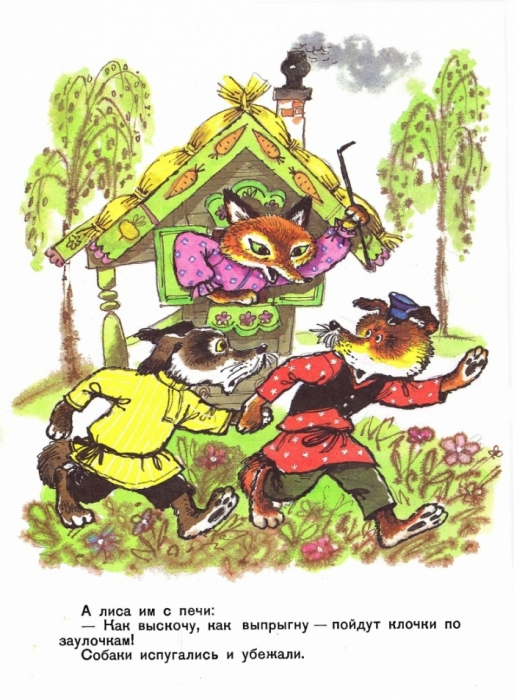 А лиса им с печи:
— Как выскочу, как выпрыгну — пойдут клочки по
заулочкам!
Собаки испугались и убежали.